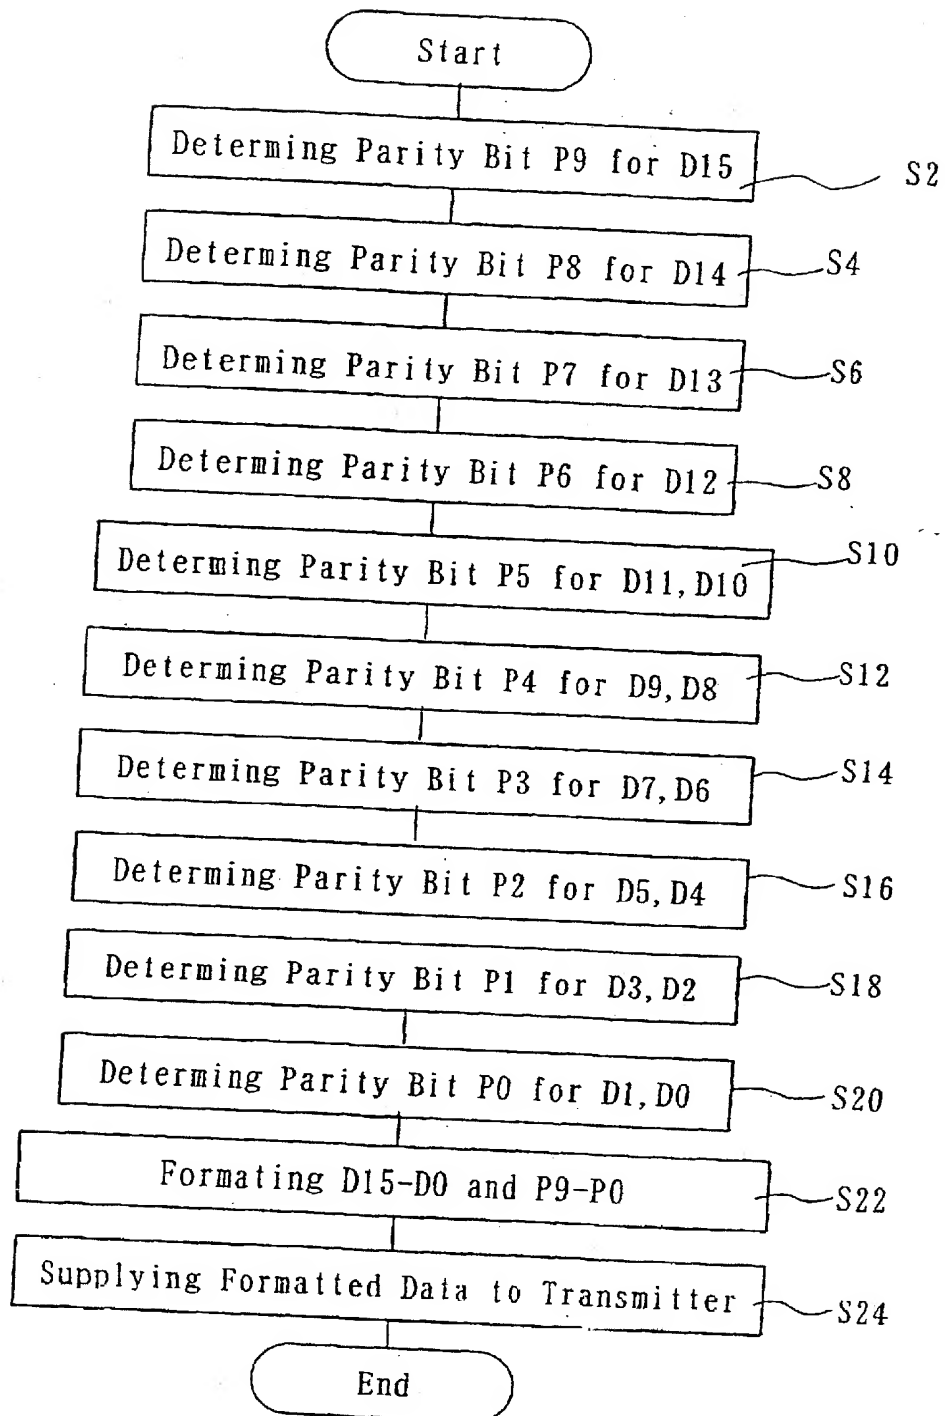 Start
Determing Parity Bit P9 for D15
S2
Determing Parity Bit P8 for D14
S4
Determing Parity Bit P7 for D13
S6
Determing Parity Bit P6 for D12
S8
Determing Parity Bit P5 for D11,D10
S10
Determing Parity Bit P4 for D9,D8
S12
Determing Parity Bit P3 for D7,D6
S14
Determing Parity Bit P2 for D5,D4
S16
Determing Parity Bit P1 for D3,D2
S18
Determing Parity Bit P0 for D1,D0
S20
Formating D15-D0 and P9-P0
S22
Supplying Formatted Data to Transmitter
S24
End